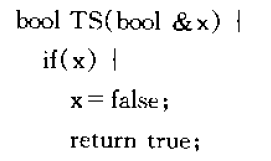 bool TS(bool &x) {
if(x) {
x = false;
return true;